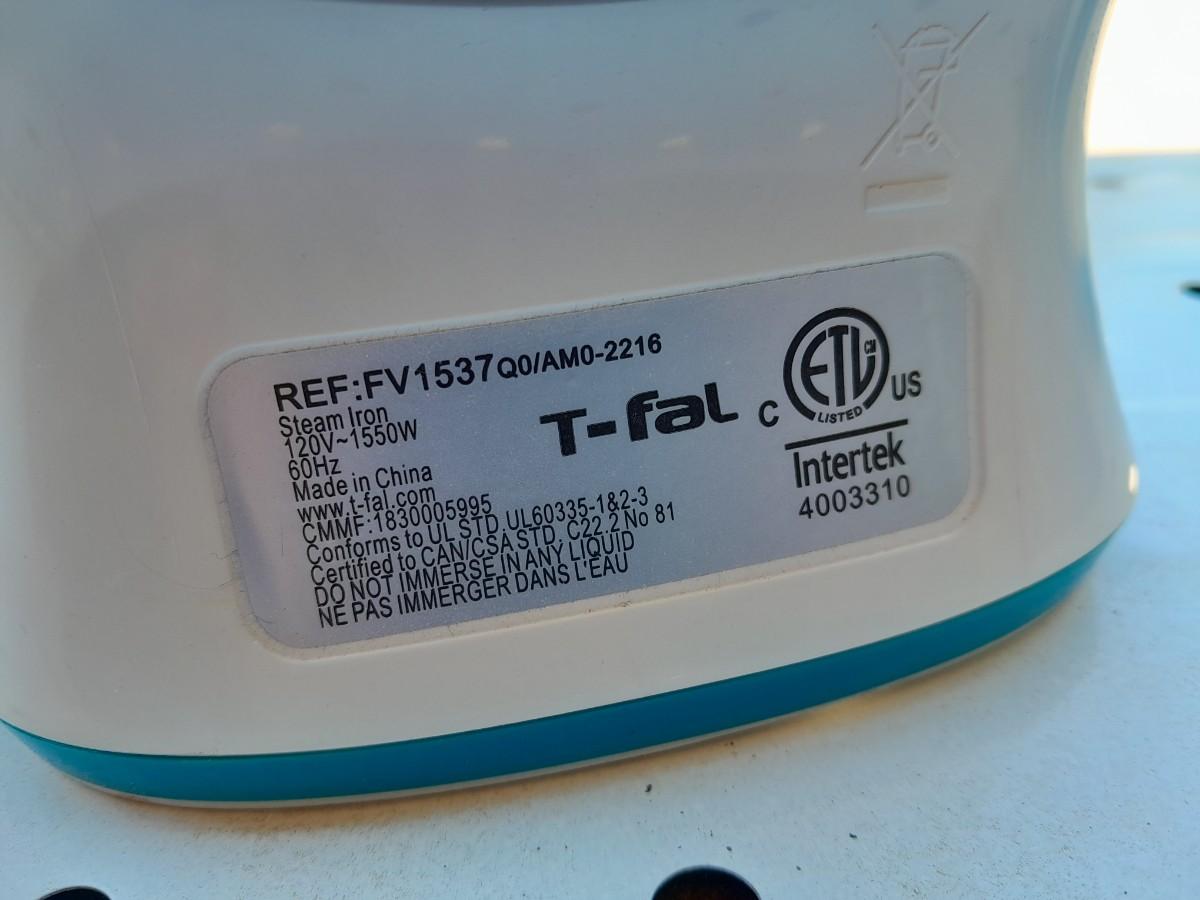 REF:FV1537Q0/AM0-2216
Steam Iron
120V~1550W
60Hz
Made in China
www.t-fal.com
CMMF:1830005995
Conforms to UL STD.UL60335-1&2-3
Certified to CAN/CSA STD. C22.2 No 81
DO NOT IMMERSE IN ANY LIQUID
NE PAS IMMERGER DANS L'EAU
T-faL
C ETL CM US
LISTED
Intertek
4003310